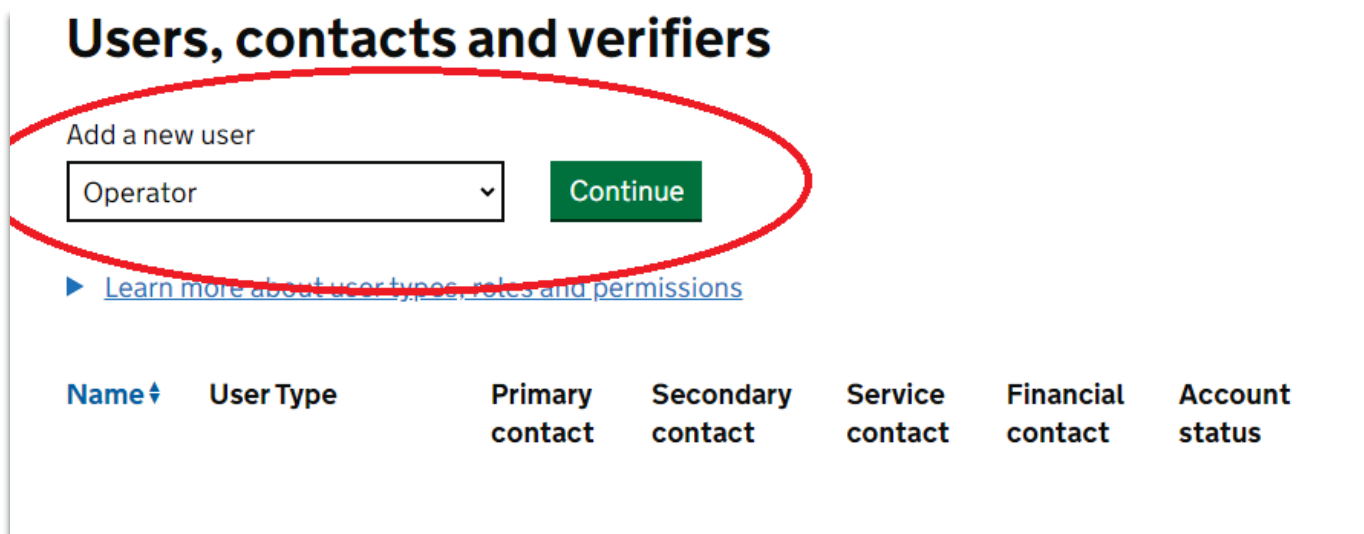 Users, contacts and verifiers
Add a new user
Operator
Continue
Learn more about user types, roles and permissions
Name User Type Primary contact Secondary contact Service contact Financial contact Account status